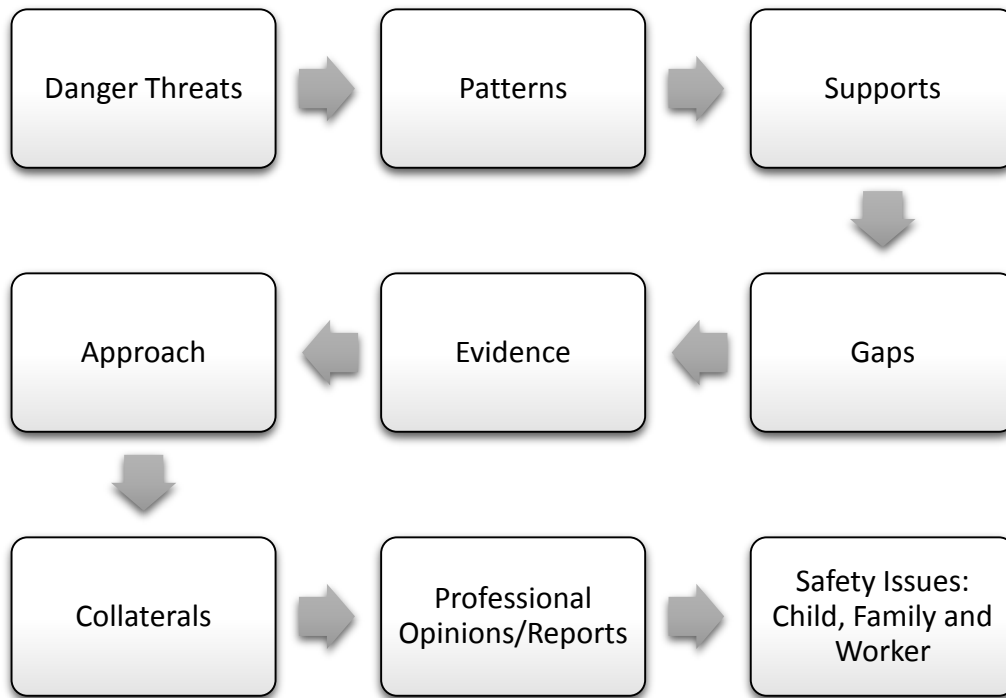 Danger Threats
Patterns
Supports
Gaps
Evidence
Approach
Collaterals
Professional
Opinions/Reports
Safety Issues:
Child, Family and
Worker